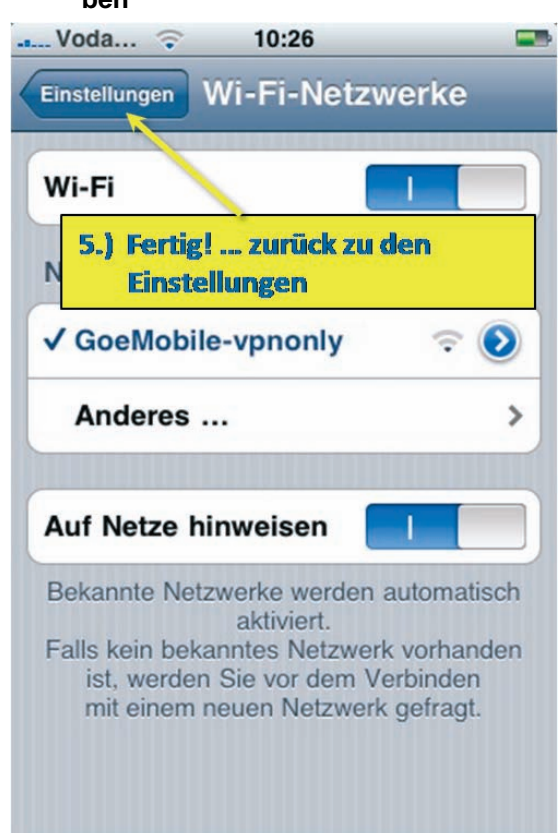 ben
Voda... 10:26
Einstellungen Wi-Fi-Netzwerke
Wi-Fi
5.) Fertig! ... zurück zu den
Einstellungen
N
✓ GoeMobile-vpnonly
Anderes ...
Auf Netze hinweisen
Bekannte Netzwerke werden automatisch
aktiviert.
Falls kein bekanntes Netzwerk vorhanden
ist, werden Sie vor dem Verbinden
mit einem neuen Netzwerk gefragt.